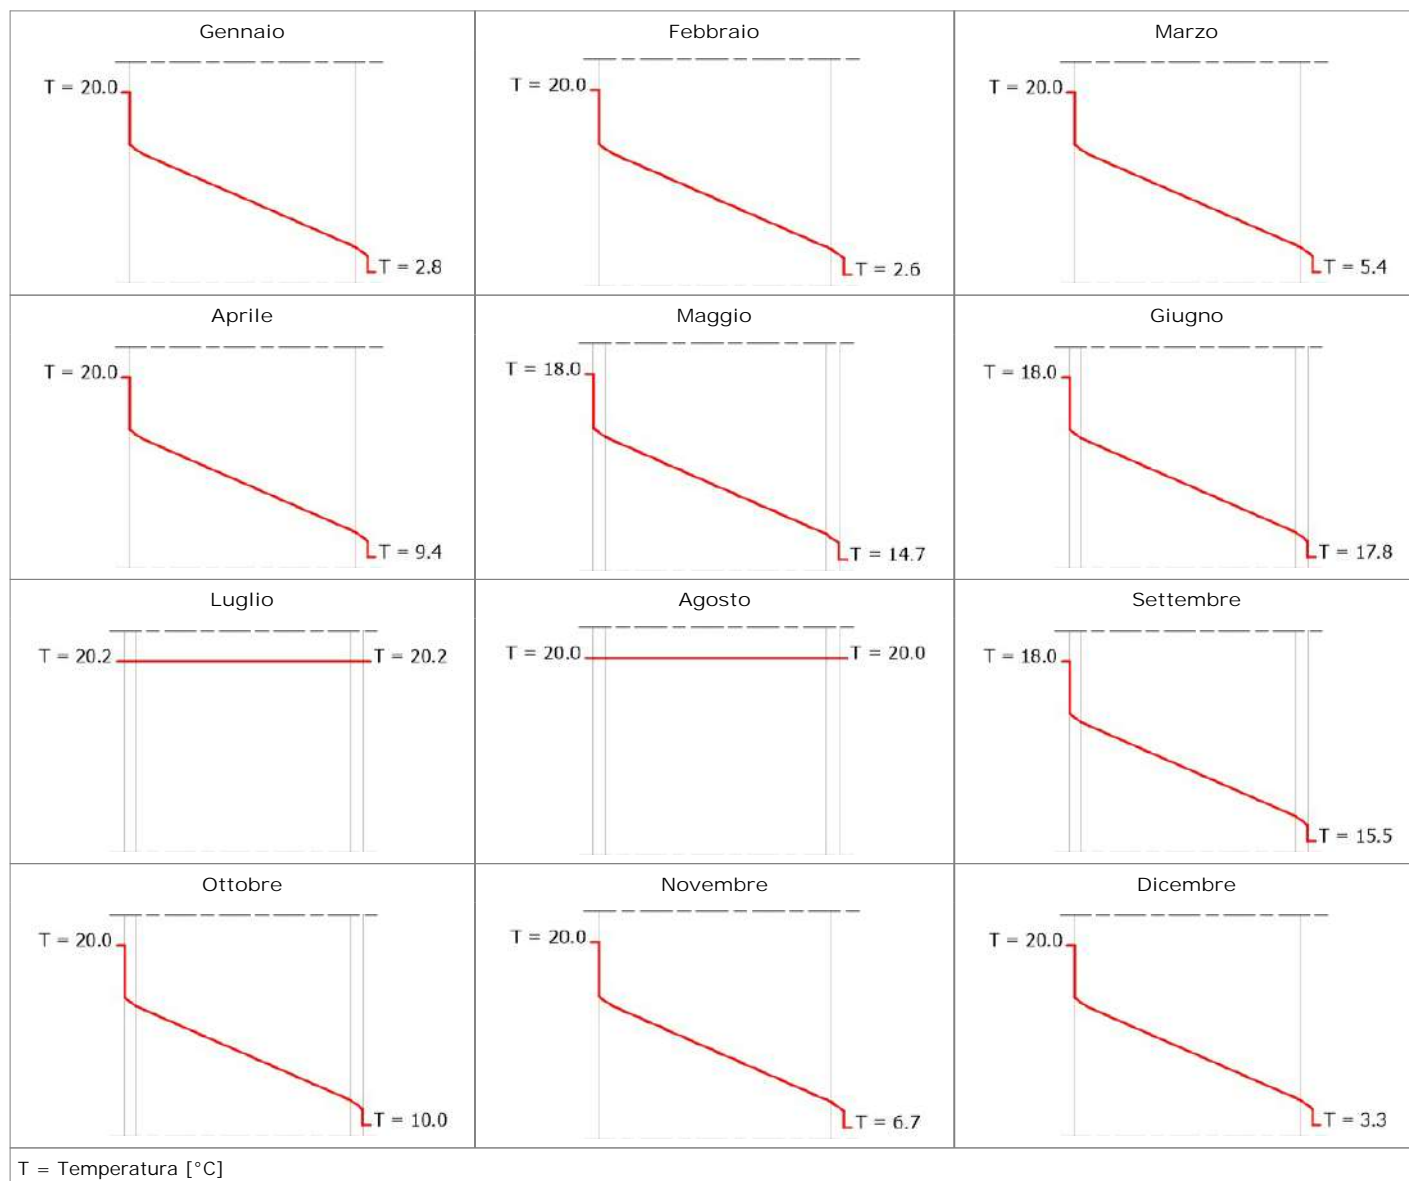 Gennaio
Febbraio
Marzo
T = 20.0
T = 2.8
T = 20.0
T = 2.6
T = 20.0
T = 5.4
Aprile
Maggio
Giugno
T = 20.0
T = 9.4
T = 18.0
T = 14.7
T = 18.0
T = 17.8
Luglio
Agosto
Settembre
T = 20.2
T = 20.2
T = 20.0
T = 20.0
T = 18.0
T = 15.5
Ottobre
Novembre
Dicembre
T = 20.0
T = 10.0
T = 20.0
T = 6.7
T = 20.0
T = 3.3
T = Temperatura [°C]